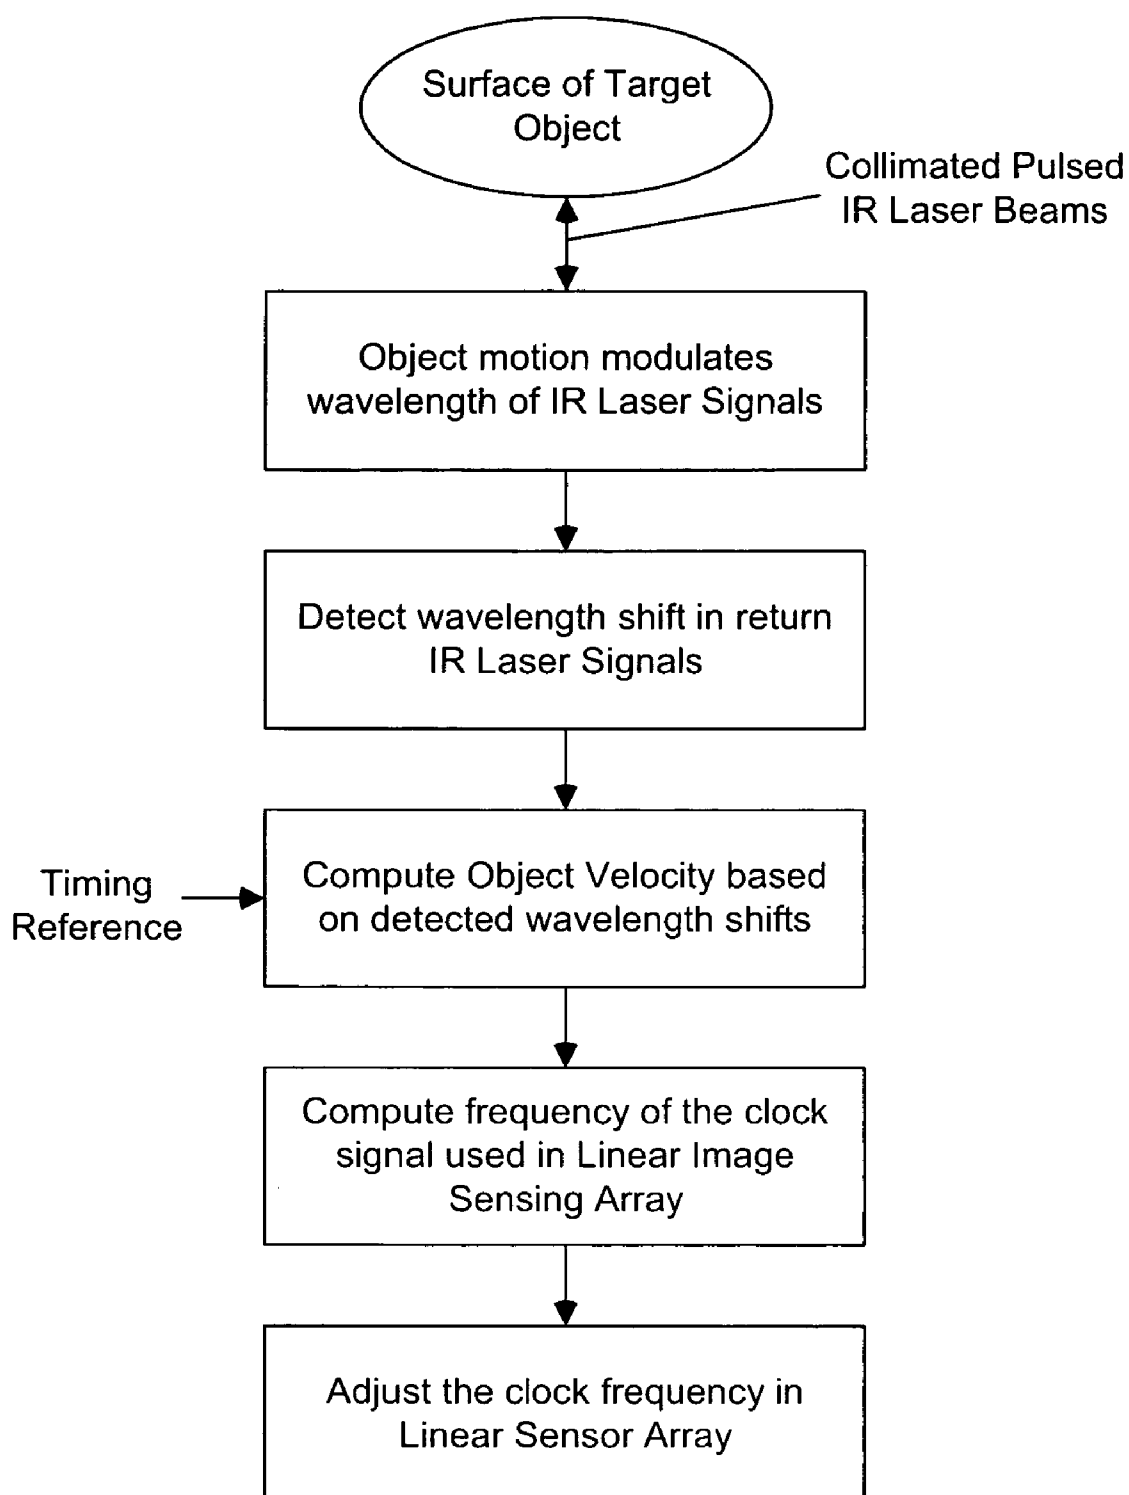 Surface of Target
Object
Collimated Pulsed
IR Laser Beams
Object motion modulates
wavelength of IR Laser Signals
Detect wavelength shift in return
IR Laser Signals
Timing
Reference
Compute Object Velocity based
on detected wavelength shifts
Compute frequency of the clock
signal used in Linear Image
Sensing Array
Adjust the clock frequency in
Linear Sensor Array